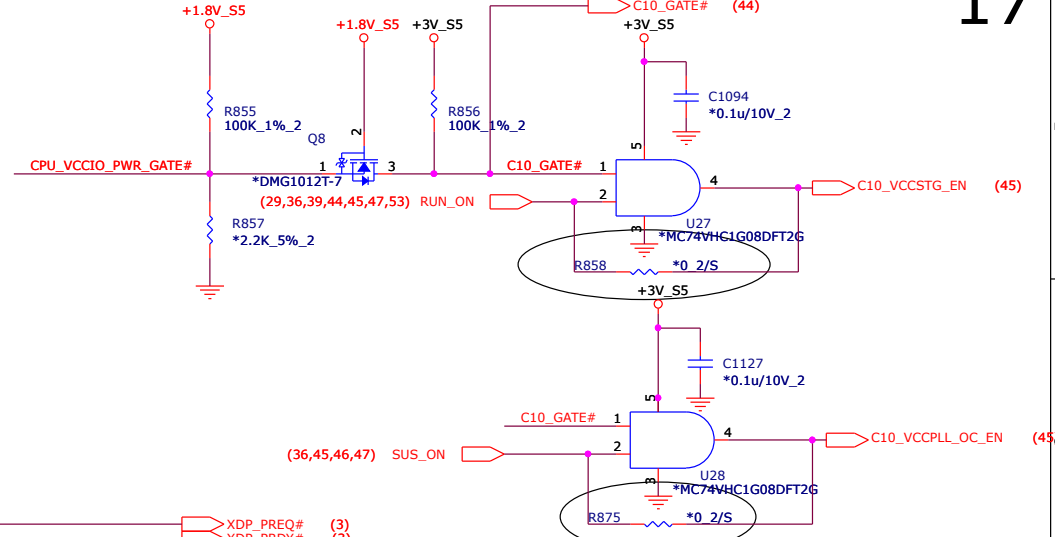 C10_GATE# (44)
17
+1.8V_S5
+1.8V_S5 +3V_S5 +3V_S5
R855
100K_1%_2
Q8
2
R856
100K_1%_2
C1094
*0.1u/10V_2
5
CPU_VCCIO_PWR_GATE# 1 3 C10_GATE# 1
*DMG1012T-7
4 C10_VCCSTG_EN (45)
(29,36,39,44,45,47,53) RUN_ON 2
R857
*2.2K_5%_2
3
U27
*MC74VHC1G08DFT2G
R858 *0_2/S
+3V_S5
C1127
*0.1u/10V_2
5
C10_GATE# 1
4 C10_VCCPLL_OC_EN (45
(36,45,46,47) SUS_ON 2
3
U28
*MC74VHC1G08DFT2G
R875 *0_2/S
XDP_PREQ# (3)